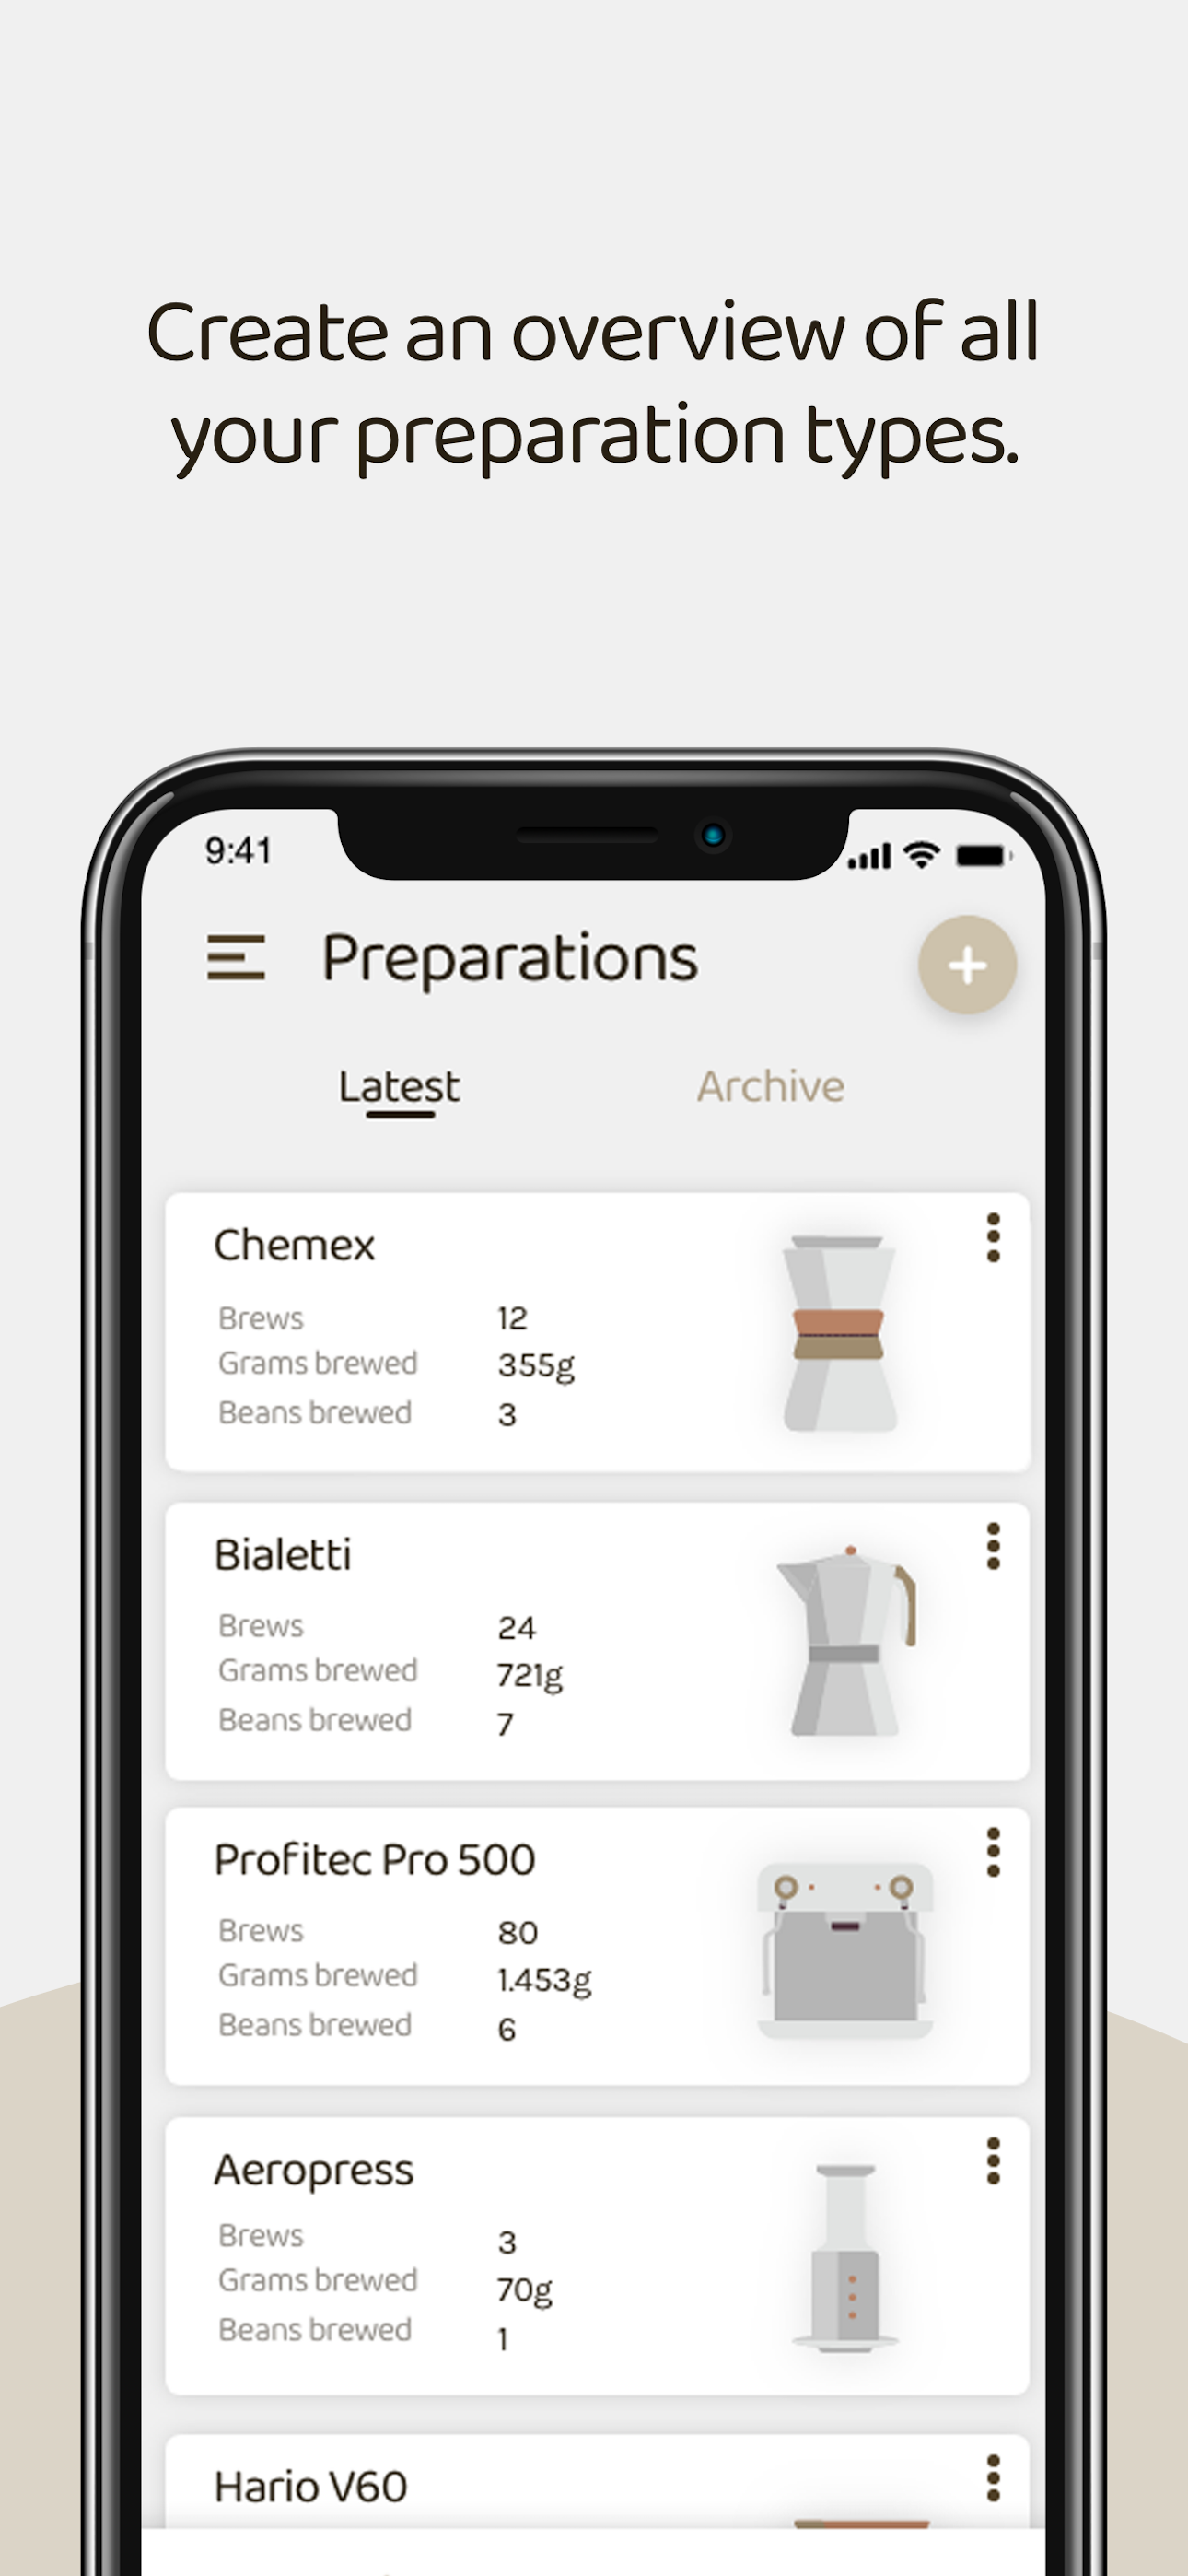 Create an overview of all
your preparation types.
9:41
Preparations
Latest Archive
Chemex
Brews 12
Grams brewed 355g
Beans brewed 3
Bialetti
Brews 24
Grams brewed 721g
Beans brewed 7
Profitec Pro 500
Brews 80
Grams brewed 1.453g
Beans brewed 6
Aeropress
Brews 3
Grams brewed 70g
Beans brewed 1
Hario V60